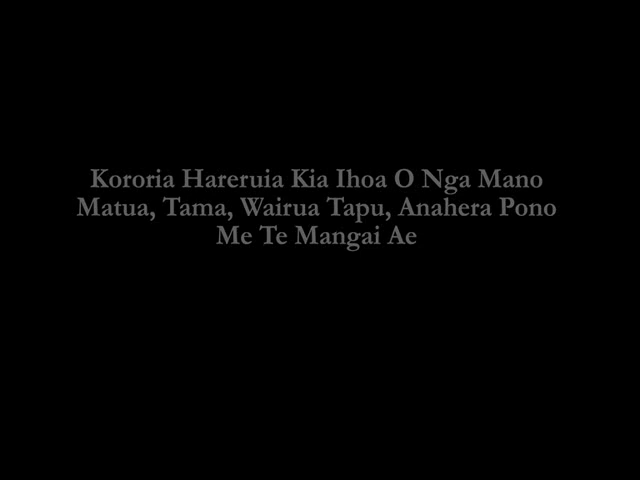 Kororia Hareruia Kia Ihoa O Nga Mano
Matua, Tama, Wairua Tapu, Anahera Pono
Me Te Mangai Ae